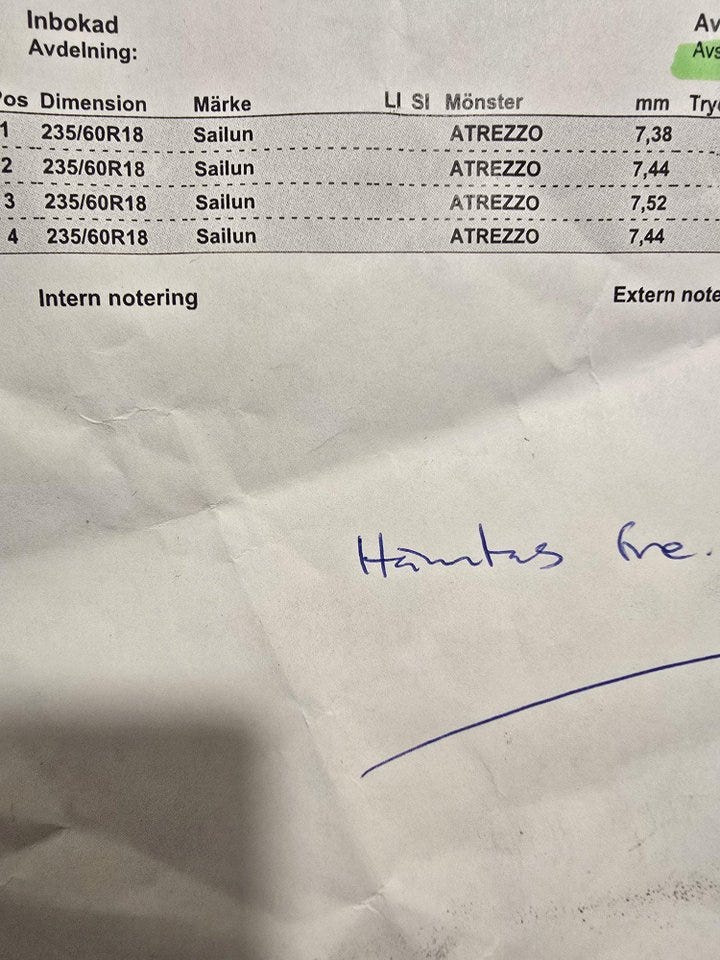 Inbokad Av
Avdelning: Avs
Pos Dimension Märke LI SI Mönster mm Tryc
1 235/60R18 Sailun ATREZZO 7,38
2 235/60R18 Sailun ATREZZO 7,44
3 235/60R18 Sailun ATREZZO 7,52
4 235/60R18 Sailun ATREZZO 7,44
Intern notering Extern note
Hämtas fre.